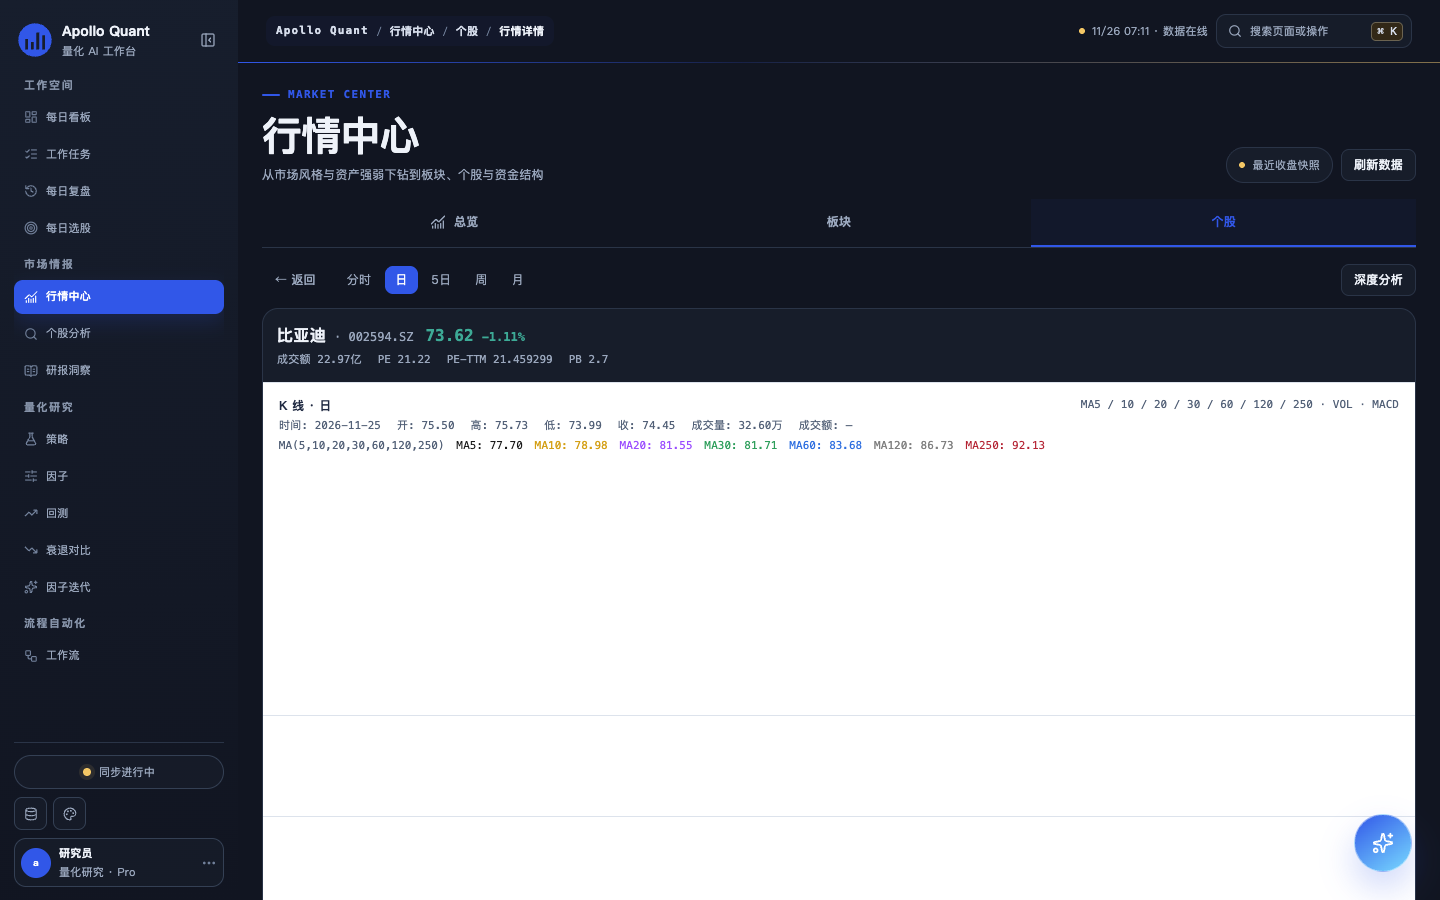 Apollo Quant
量化 AI 工作台
工作空间
每日看板
工作任务
每日复盘
每日选股
市场情报
行情中心
个股分析
研报洞察
量化研究
策略
因子
回测
衰退对比
因子迭代
流程自动化
工作流
同步进行中
a
研究员
量化研究 · Pro
Apollo Quant / 行情中心 / 个股 / 行情详情
11/26 07:11 · 数据在线
搜索页面或操作
⌘ K
MARKET CENTER
行情中心
从市场风格与资产强弱下钻到板块、个股与资金结构
最近收盘快照
刷新数据
总览
板块
个股
← 返回
分时
日
5日
周
月
深度分析
比亚迪 · 002594.SZ 73.62 -1.11%
成交额 22.97亿 PE 21.22 PE-TTM 21.459299 PB 2.7
K 线 · 日
MA5 / 10 / 20 / 30 / 60 / 120 / 250 · VOL · MACD
时间: 2026-11-25 开: 75.50 高: 75.73 低: 73.99 收: 74.45 成交量: 32.60万 成交额: —
MA(5,10,20,30,60,120,250) MA5: 77.70 MA10: 78.98 MA20: 81.55 MA30: 81.71 MA60: 83.68 MA120: 86.73 MA250: 92.13